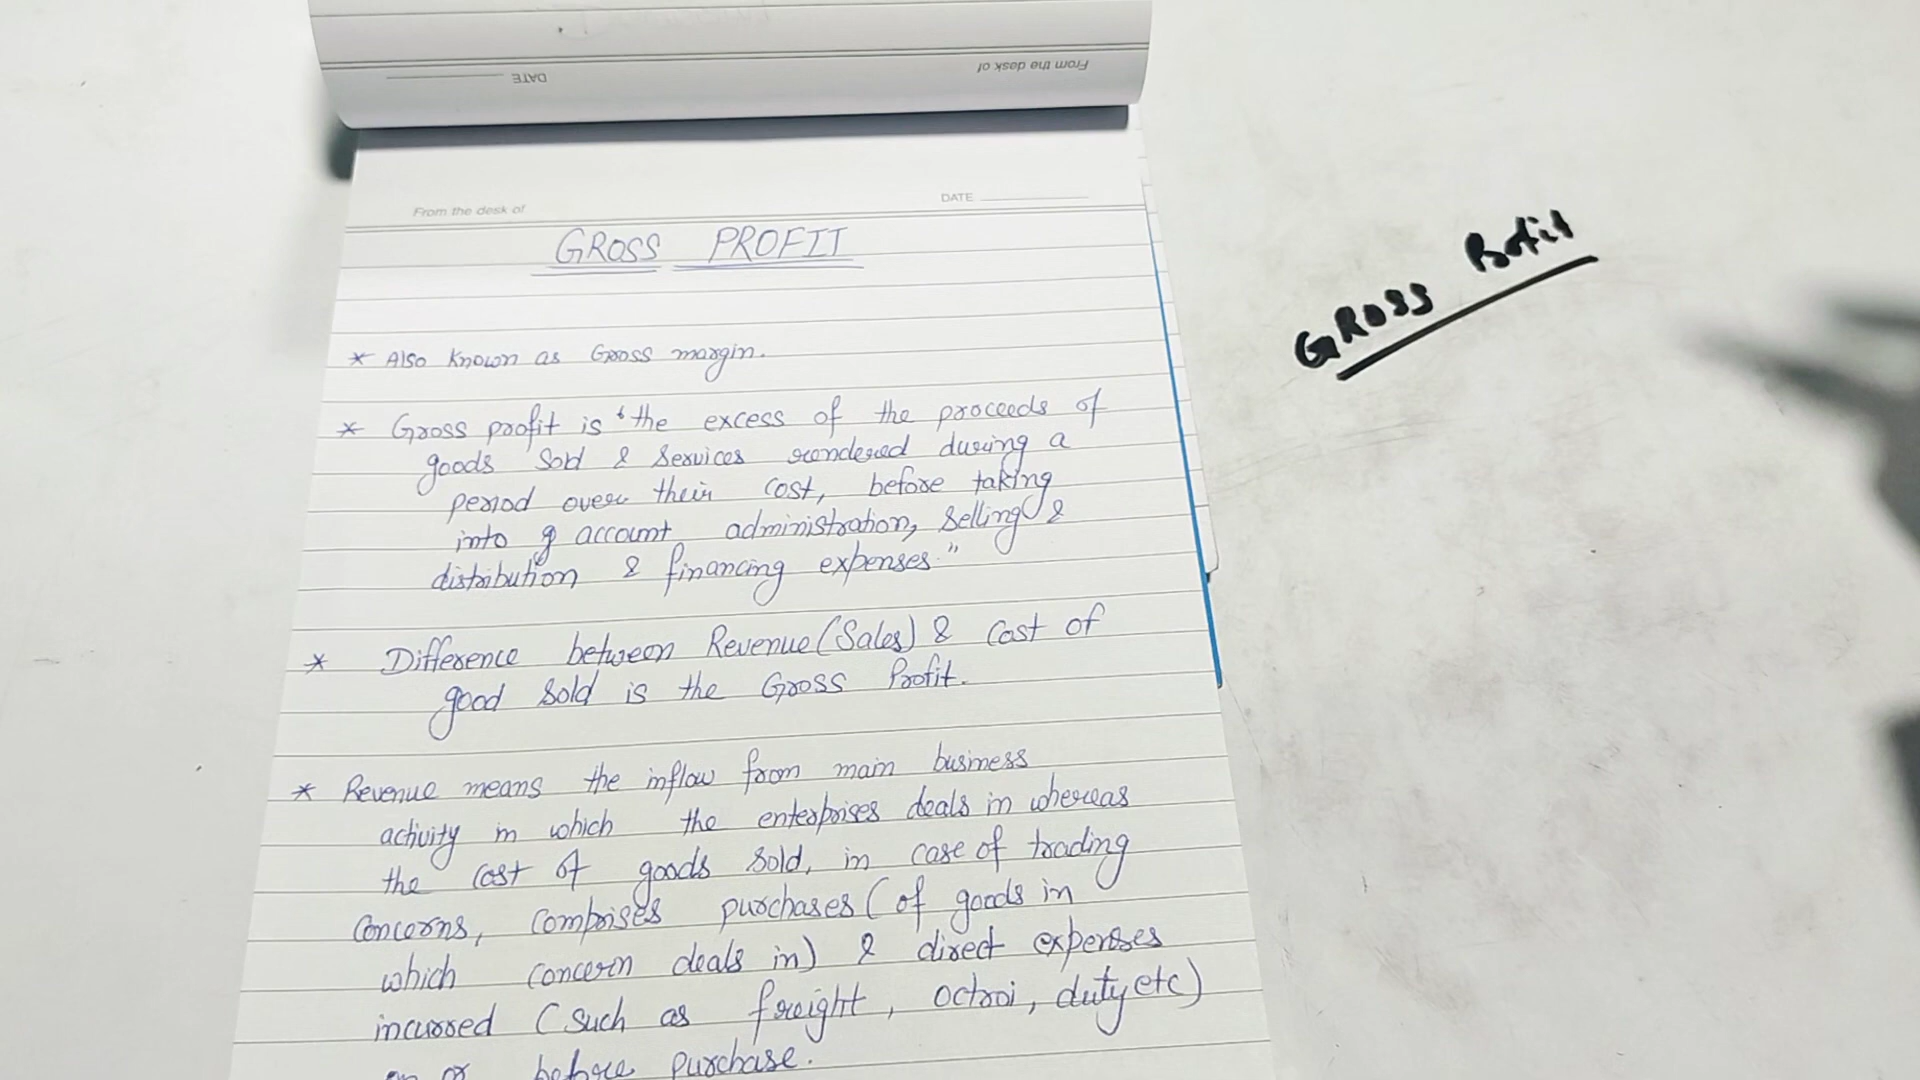 From the desk of
DATE
From the desk of
DATE
GROSS PROFIT
* Also Known as Gross margin.
* Gross profit is "the excess of the proceeds of
goods sold & services rendered during a
period over their cost, before taking
into account administration, selling &
distribution & financing expenses."
* Difference between Revenue (Sales) & cost of
good sold is the Gross Profit.
* Revenue means the inflow from main business
activity in which the enterprises deals in whereas
the cost of goods sold, in case of trading
concerns, comprises purchases (of goods in
which concern deals in) & direct expenses
incurred (such as freight, octroi, duty etc)
on or before purchase.
GROSS Profit